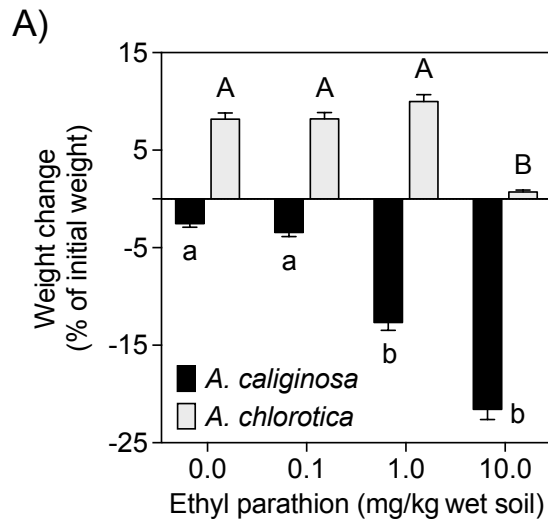 A)
Weight change
(% of initial weight)
15
5
-5
-15
-25
A
A
A
B
a
a
b
b
A. caliginosa
A. chlorotica
0.0
0.1
1.0
10.0
Ethyl parathion (mg/kg wet soil)